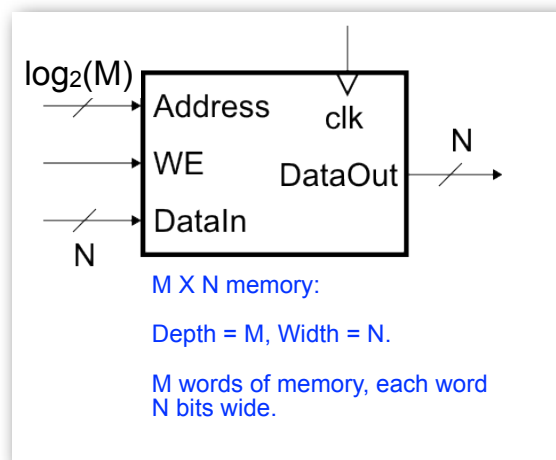 log₂(M)
Address
clk
WE
N
DataOut
DataIn
N
M X N memory:
Depth = M, Width = N.
M words of memory, each word
N bits wide.